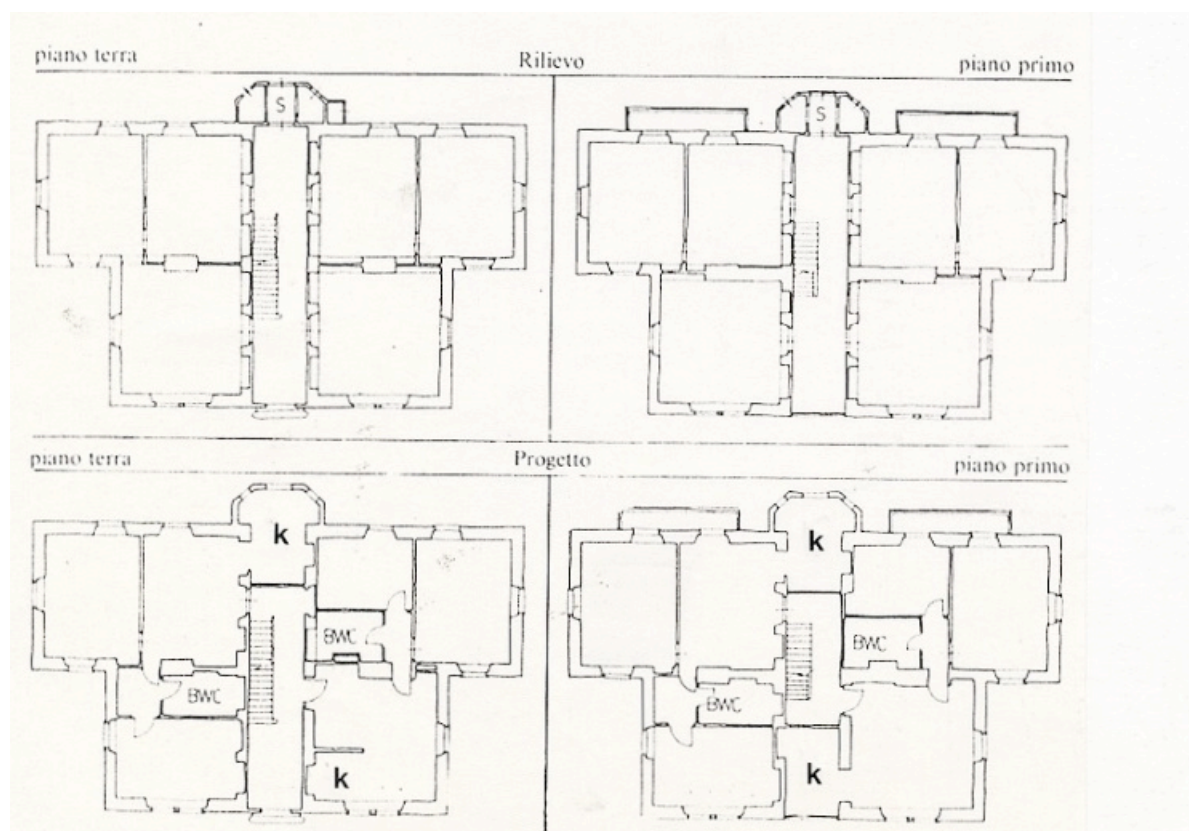 piano terra Rilievo piano primo
S S
piano terra Progetto piano primo
k k
BWC BWC
BWC BWC
k k